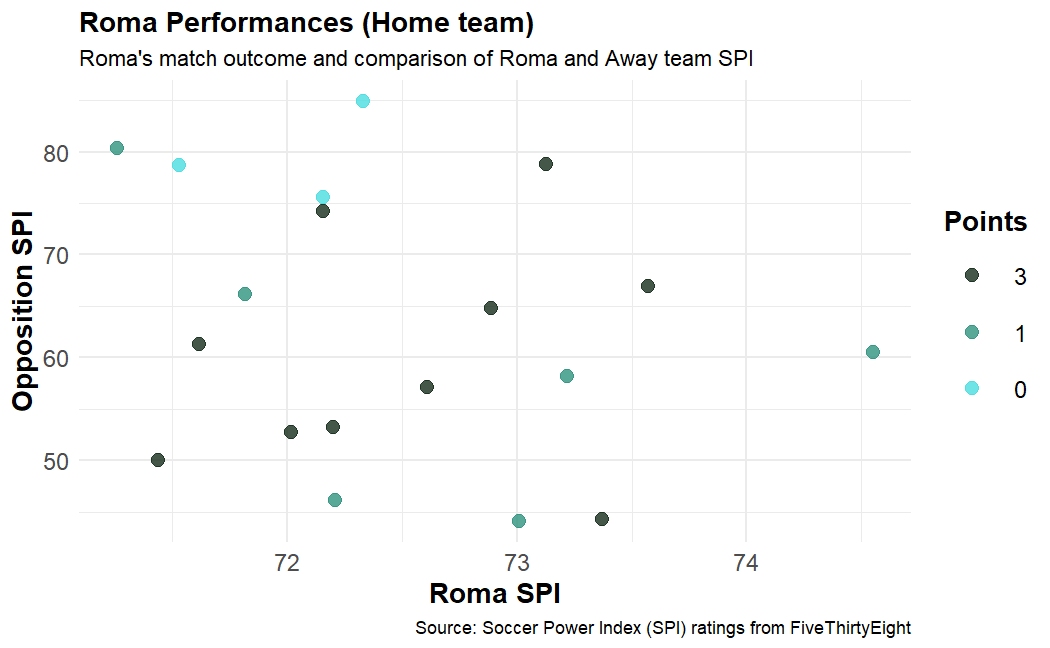 Roma Performances (Home team)
Roma's match outcome and comparison of Roma and Away team SPI
Opposition SPI
80
70
60
50
72
73
74
Roma SPI
Points
3
1
0
Source: Soccer Power Index (SPI) ratings from FiveThirtyEight